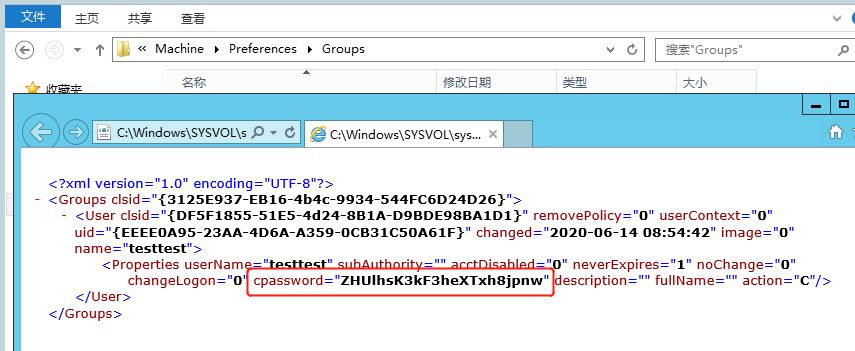 文件 主页 共享 查看
« Machine ▸ Preferences ▸ Groups 搜索"Groups"
收藏夹 名称 修改日期 类型 大小
C:\Windows\SYSVOL\s C:\Windows\SYSVOL\sys...
<?xml version="1.0" encoding="UTF-8"?>
- <Groups clsid="{3125E937-EB16-4b4c-9934-544FC6D24D26}">
- <User clsid="{DF5F1855-51E5-4d24-8B1A-D9BDE98BA1D1}" removePolicy="0" userContext="0"
uid="{EEEE0A95-23AA-4D6A-A359-0CB31C50A61F}" changed="2020-06-14 08:54:42" image="0"
name="testtest">
<Properties userName="testtest" subAuthority="" acctDisabled="0" neverExpires="1" noChange="0"
changeLogon="0" cpassword="ZHUlhsK3kF3heXTxh8jpnw" description="" fullName="" action="C"/>
</User>
</Groups>